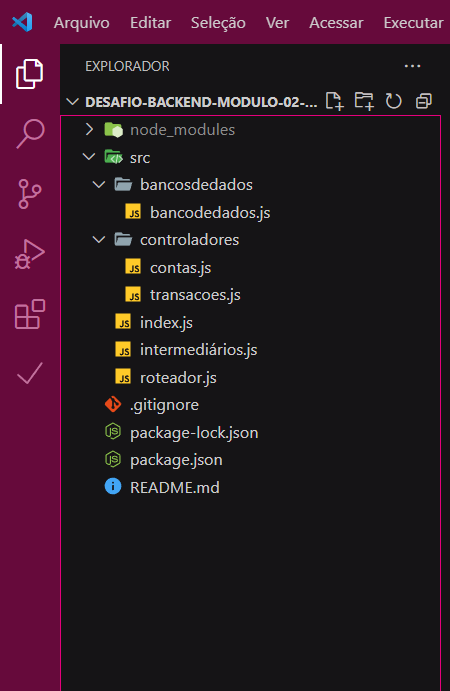 Arquivo Editar Seleção Ver Acessar Executar
EXPLORADOR
DESAFIO-BACKEND-MODULO-02-...
node_modules
src
bancosdedados
JS bancodedados.js
controladores
JS contas.js
JS transacoes.js
JS index.js
JS intermediários.js
JS roteador.js
.gitignore
package-lock.json
package.json
README.md